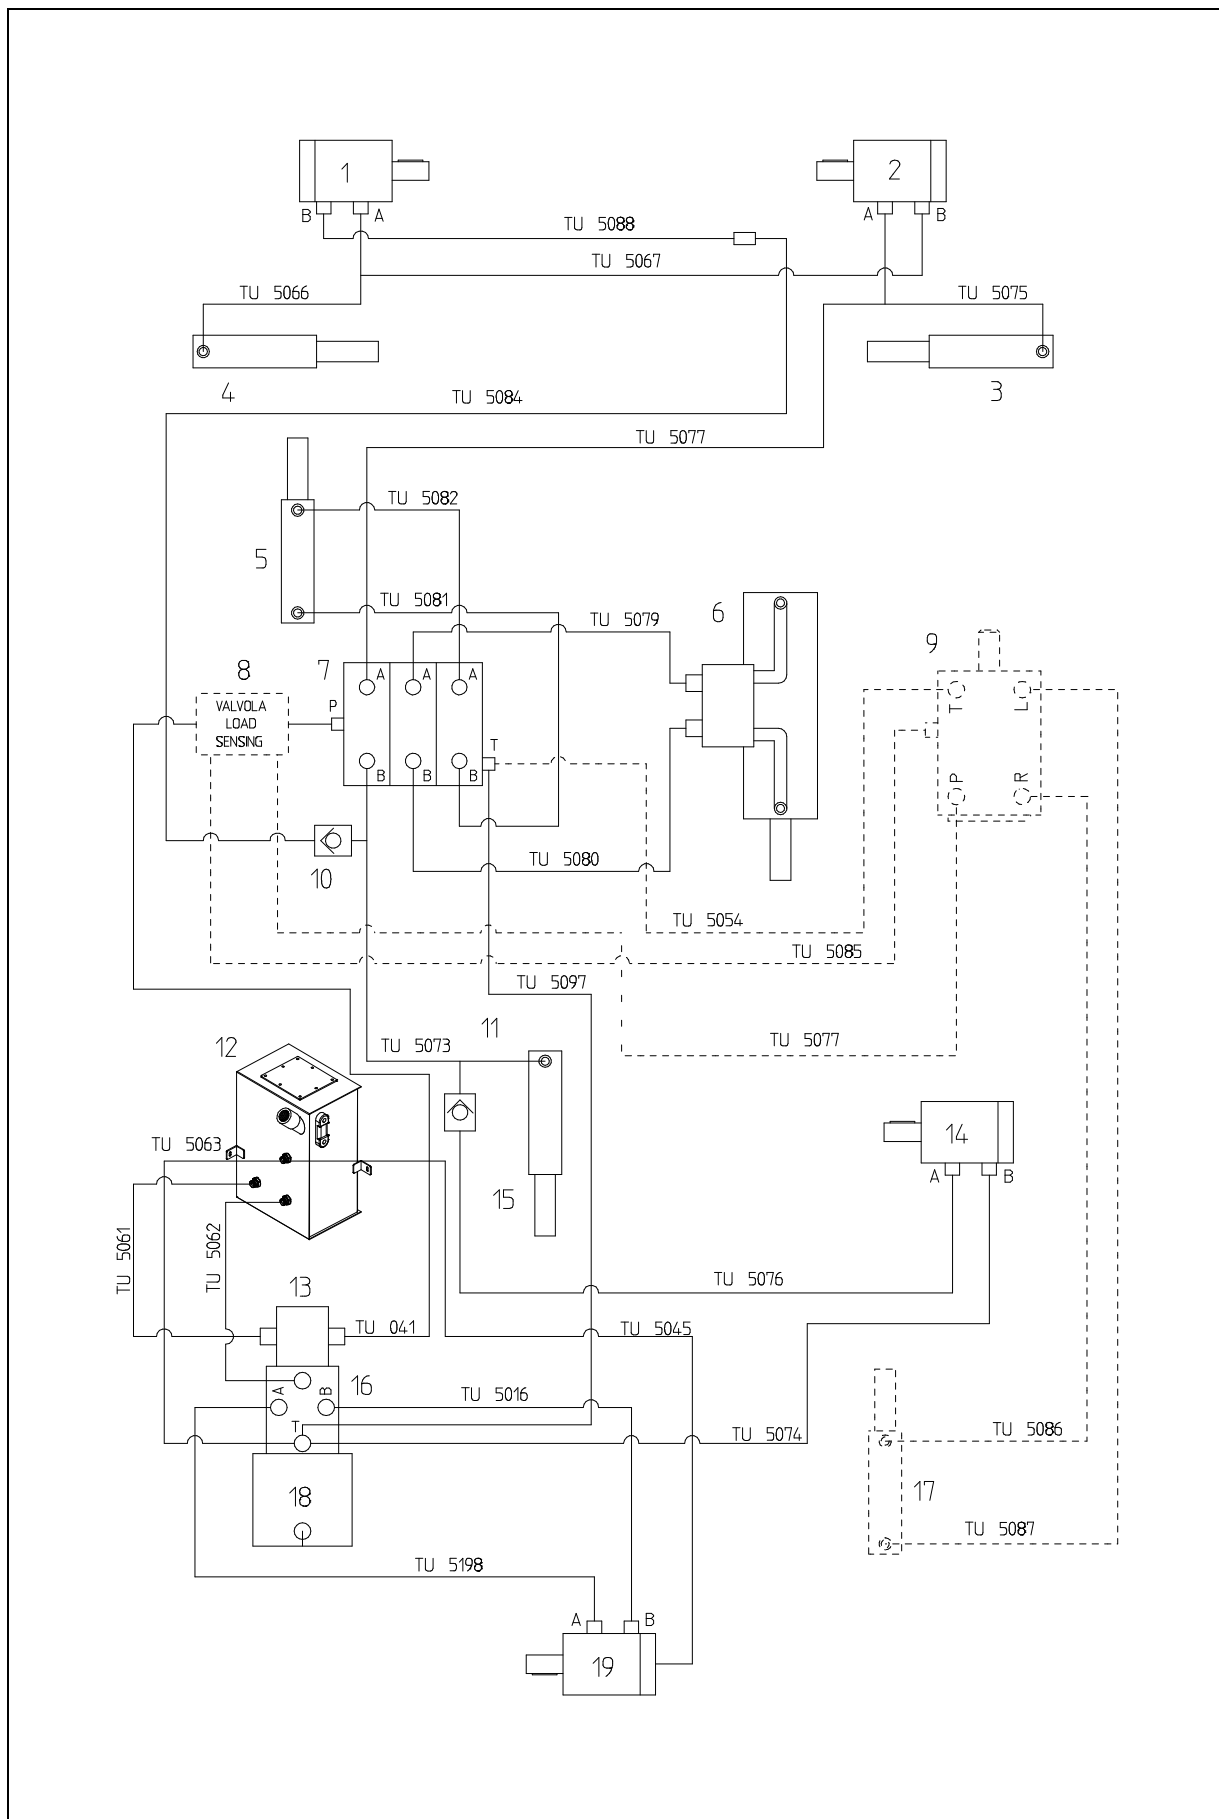 1
2
B
A
A
B
TU 5088
TU 5067
TU 5066
TU 5075
4
3
TU 5084
TU 5077
TU 5082
5
TU 5081
TU 5079
6
9
8
7
A
A
A
T
L
VALVOLA
LOAD
SENSING
P
T
B
B
B
P
R
TU 5080
10
TU 5054
TU 5085
TU 5097
11
TU 5077
12
TU 5073
14
TU 5063
A
B
15
TU 5061
TU 5062
TU 5076
13
TU 041
TU 5045
16
A
B
TU 5016
T
TU 5074
TU 5086
18
17
TU 5087
TU 5198
A
B
19